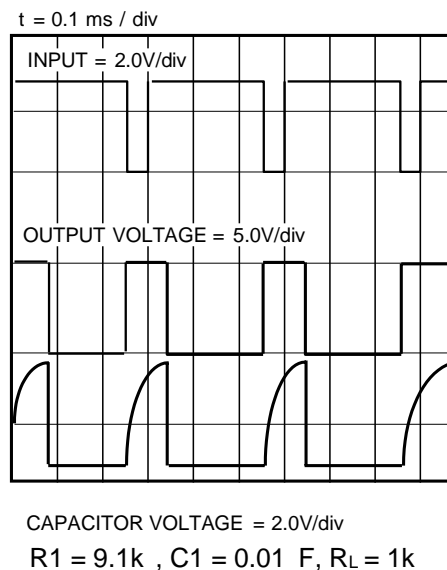 t = 0.1 ms / div
INPUT = 2.0V/div
OUTPUT VOLTAGE = 5.0V/div
CAPACITOR VOLTAGE = 2.0V/div
R1 = 9.1k , C1 = 0.01 F, RL = 1k